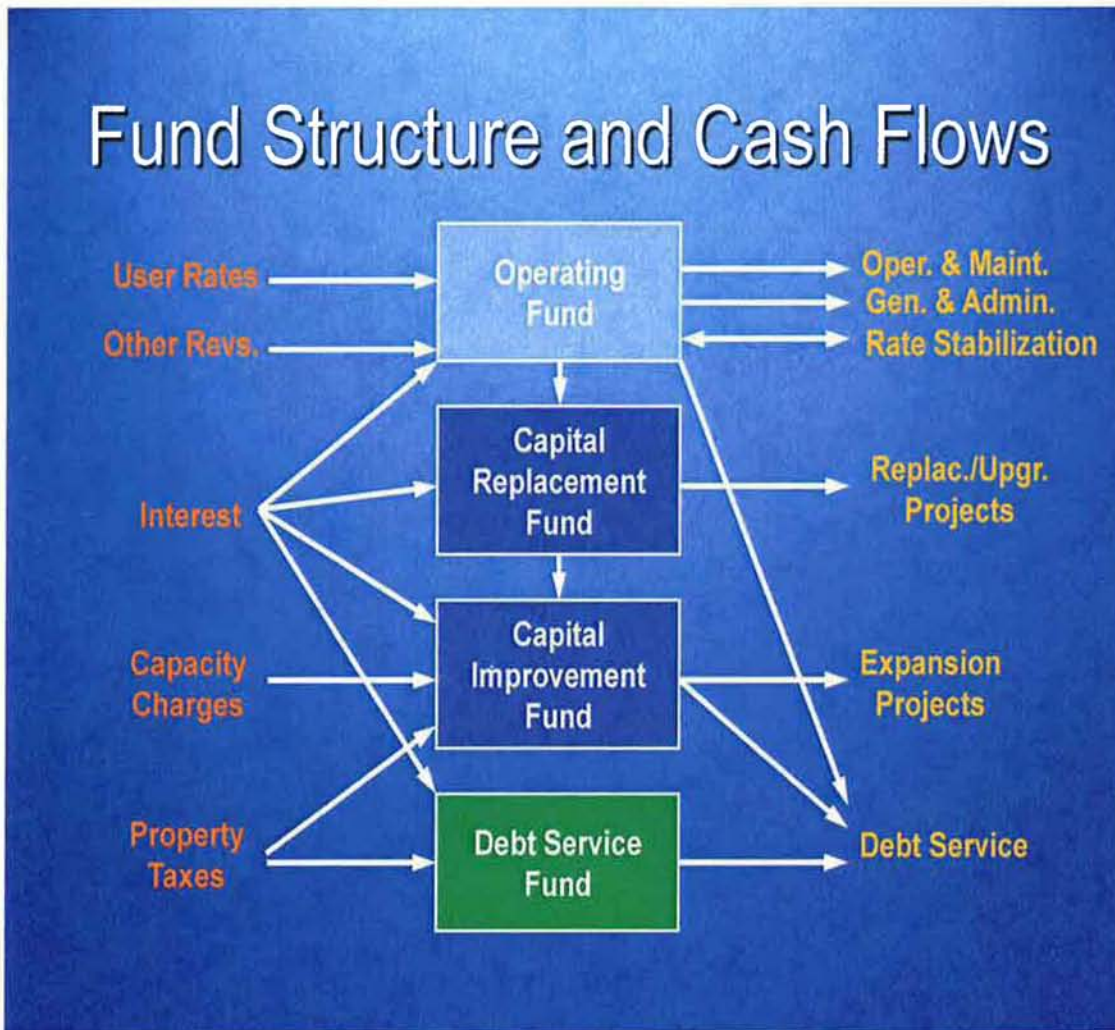 Fund Structure and Cash Flows
User Rates
Other Revs.
Interest
Capacity
Charges
Property
Taxes
Operating
Fund
Capital
Replacement
Fund
Capital
Improvement
Fund
Debt Service
Fund
Oper. & Maint.
Gen. & Admin.
Rate Stabilization
Replac./Upgr.
Projects
Expansion
Projects
Debt Service